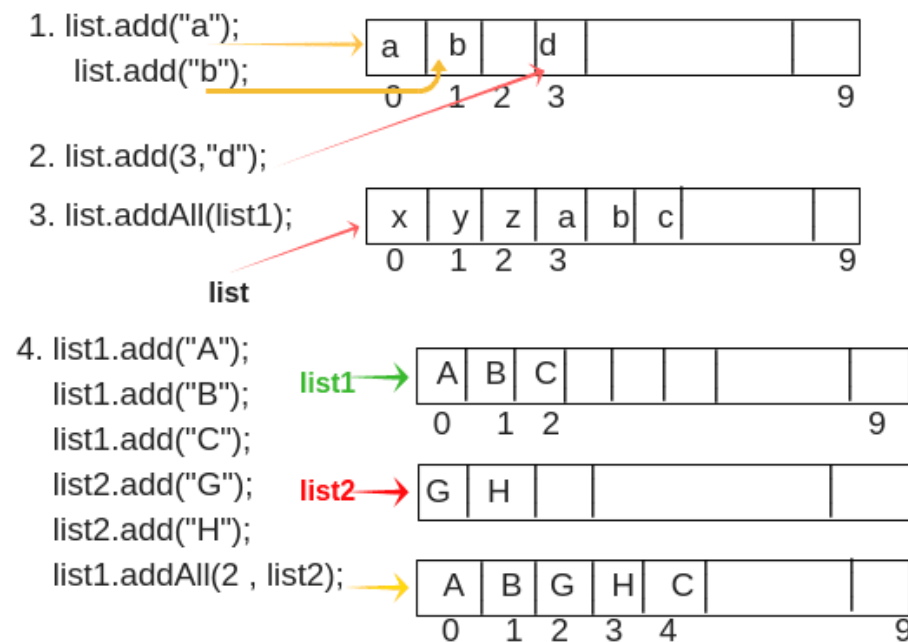 1. list.add("a");
list.add("b");
a b d
0 1 2 3 9
2. list.add(3,"d");
3. list.addAll(list1);
x y z a b c
0 1 2 3 9
list
4. list1.add("A");
list1.add("B");
list1.add("C");
list2.add("G");
list2.add("H");
list1.addAll(2 , list2);
list1
A B C
0 1 2 9
list2
G H
A B G H C
0 1 2 3 4 9